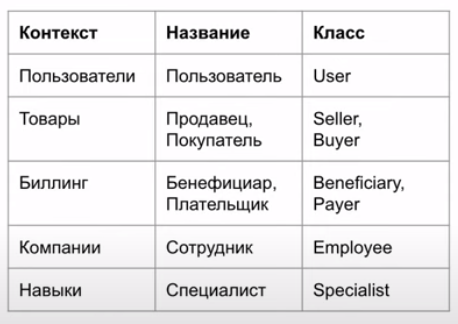 Контекст Название Класс
Пользователи Пользователь User
Товары Продавец, Seller,
Покупатель Buyer
Биллинг Бенефициар, Beneficiary,
Плательщик Payer
Компании Сотрудник Employee
Навыки Специалист Specialist